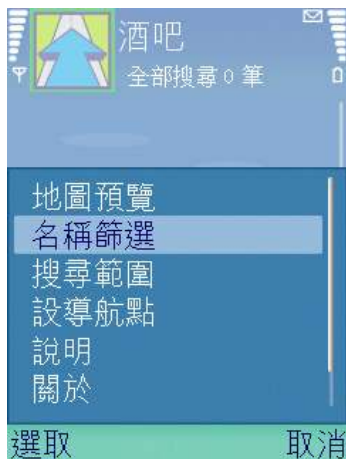 酒吧
全部搜尋0筆
地圖預覽
名稱篩選
搜尋範圍
設導航點
說明
關於
選取 取消